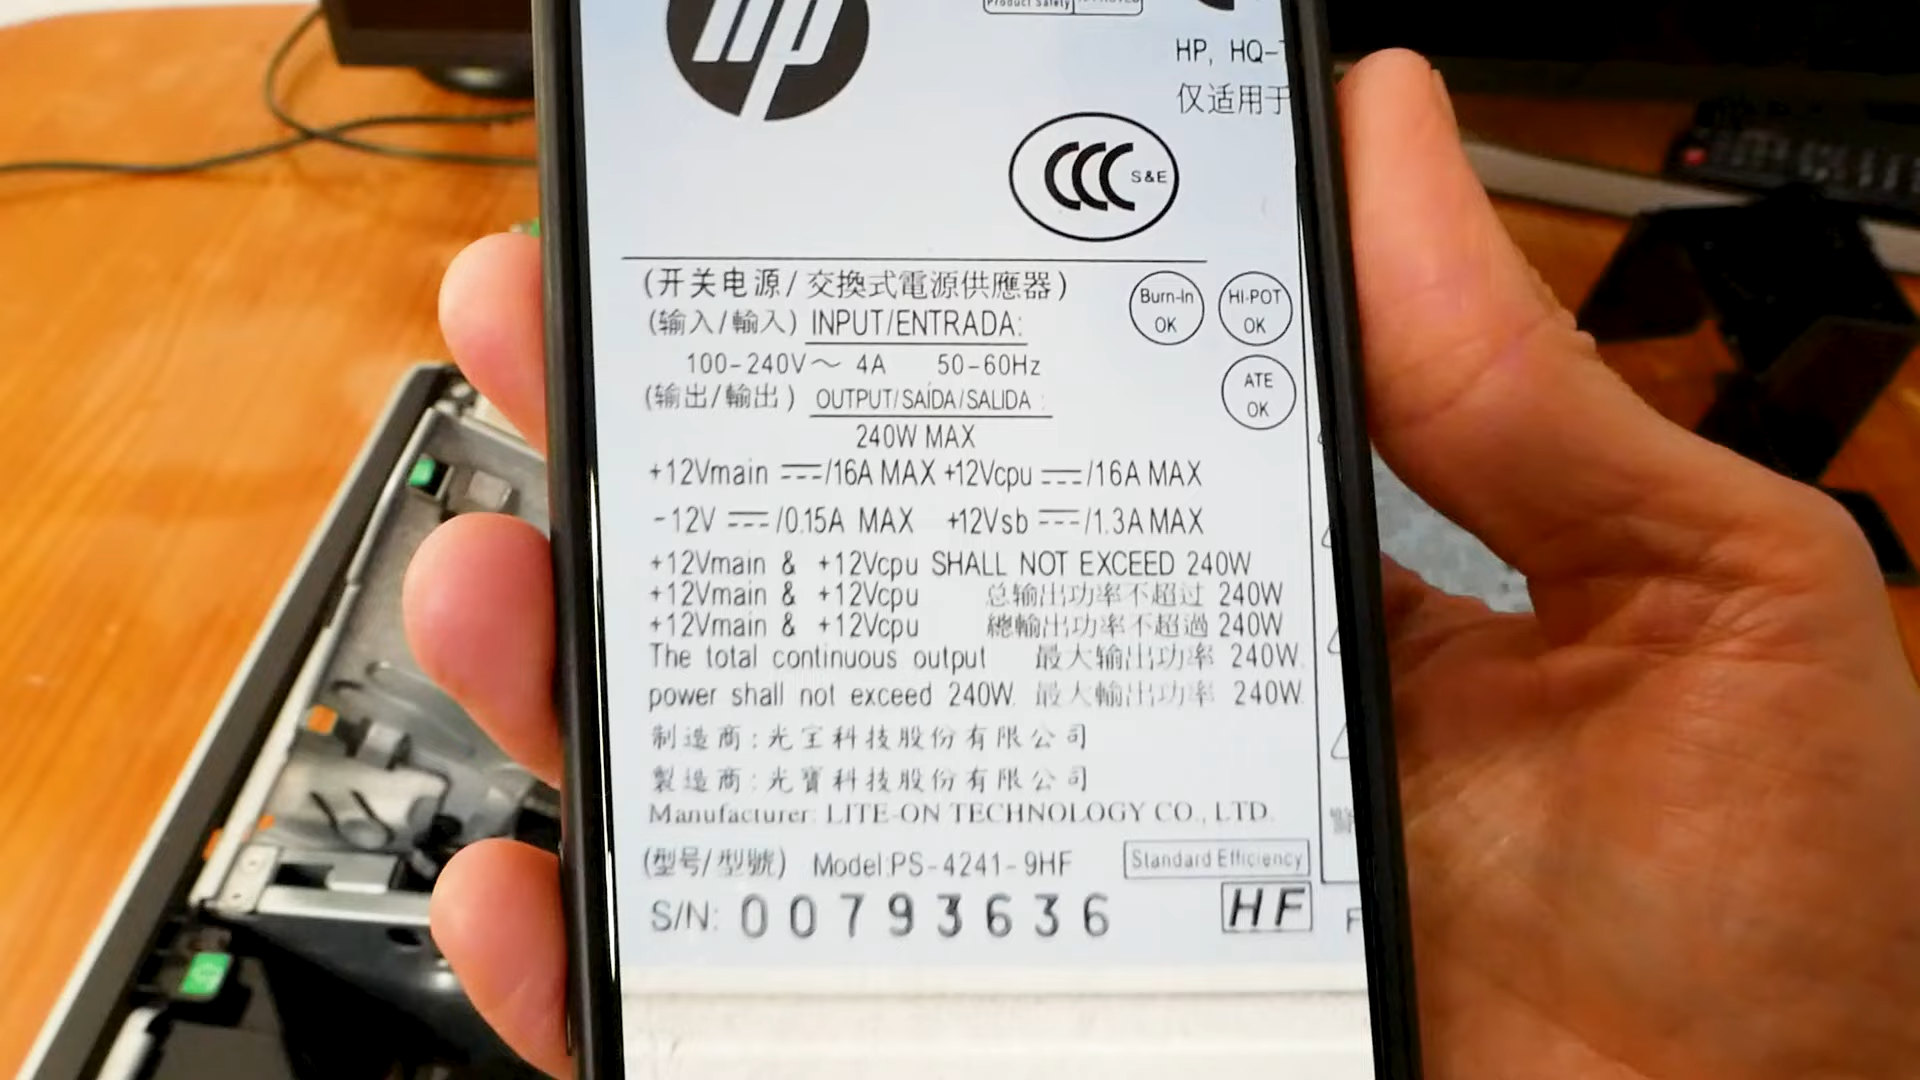 hp
Product Safety
HP, HQ-
仅适用于
CCC S&E
(开关电源/交換式電源供應器)
Burn-In OK
HI-POT OK
(输入/輸入) INPUT/ENTRADA:
100-240V～ 4A 50-60Hz
(输出/輸出) OUTPUT/SAÍDA/SALIDA :
ATE OK
240W MAX
+12Vmain ⎓/16A MAX +12Vcpu ⎓/16A MAX
-12V ⎓/0.15A MAX +12Vsb ⎓/1.3A MAX
+12Vmain & +12Vcpu SHALL NOT EXCEED 240W
+12Vmain & +12Vcpu 总输出功率不超过 240W
+12Vmain & +12Vcpu 總輸出功率不超過 240W
The total continuous output 最大输出功率 240W.
power shall not exceed 240W. 最大輸出功率 240W.
制造商:光宝科技股份有限公司
製造商:光寶科技股份有限公司
Manufacturer: LITE-ON TECHNOLOGY CO., LTD.
(型号/型號) Model:PS-4241-9HF Standard Efficiency
S/N: 00793636 HF